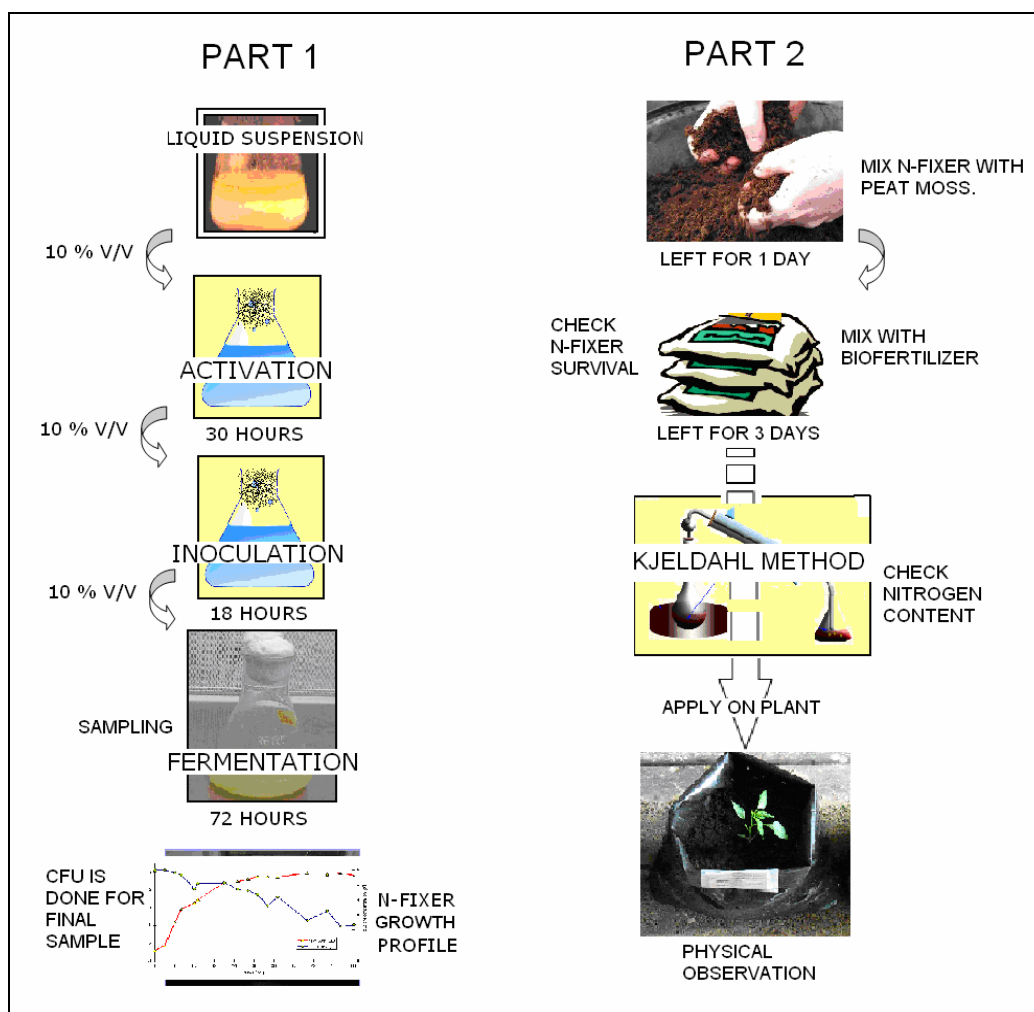 PART 1
LIQUID SUSPENSION
10 % V/V
ACTIVATION
30 HOURS
10 % V/V
INOCULATION
18 HOURS
10 % V/V
SAMPLING
FERMENTATION
72 HOURS
CFU IS
DONE FOR
FINAL
SAMPLE
N-FIXER
GROWTH
PROFILE
PART 2
MIX N-FIXER WITH
PEAT MOSS.
LEFT FOR 1 DAY
CHECK
N-FIXER
SURVIVAL
MIX WITH
BIOFERTILIZER
LEFT FOR 3 DAYS
KJELDAHL METHOD
CHECK
NITROGEN
CONTENT
APPLY ON PLANT
PHYSICAL
OBSERVATION